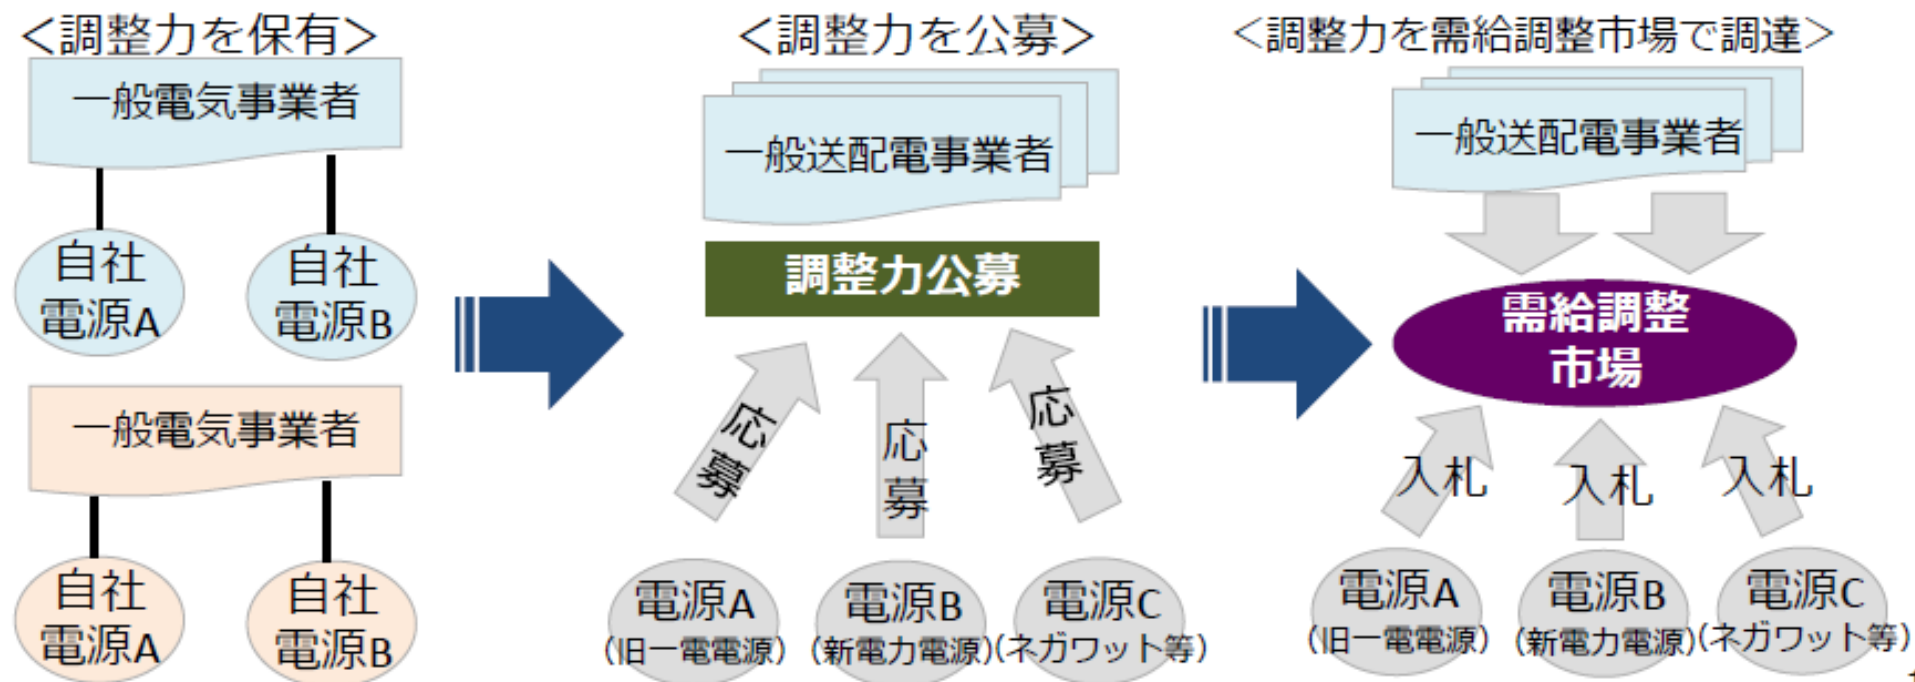 ＜調整力を保有＞
一般電気事業者
自社
電源A
自社
電源B
一般電気事業者
自社
電源A
自社
電源B
＜調整力を公募＞
一般送配電事業者
調整力公募
応募
応募
応募
電源A
(旧一電電源)
電源B
(新電力電源)
電源C
(ネガワット等)
＜調整力を需給調整市場で調達＞
一般送配電事業者
需給調整
市場
入札
入札
入札
電源A
(旧一電電源)
電源B
(新電力電源)
電源C
(ネガワット等)